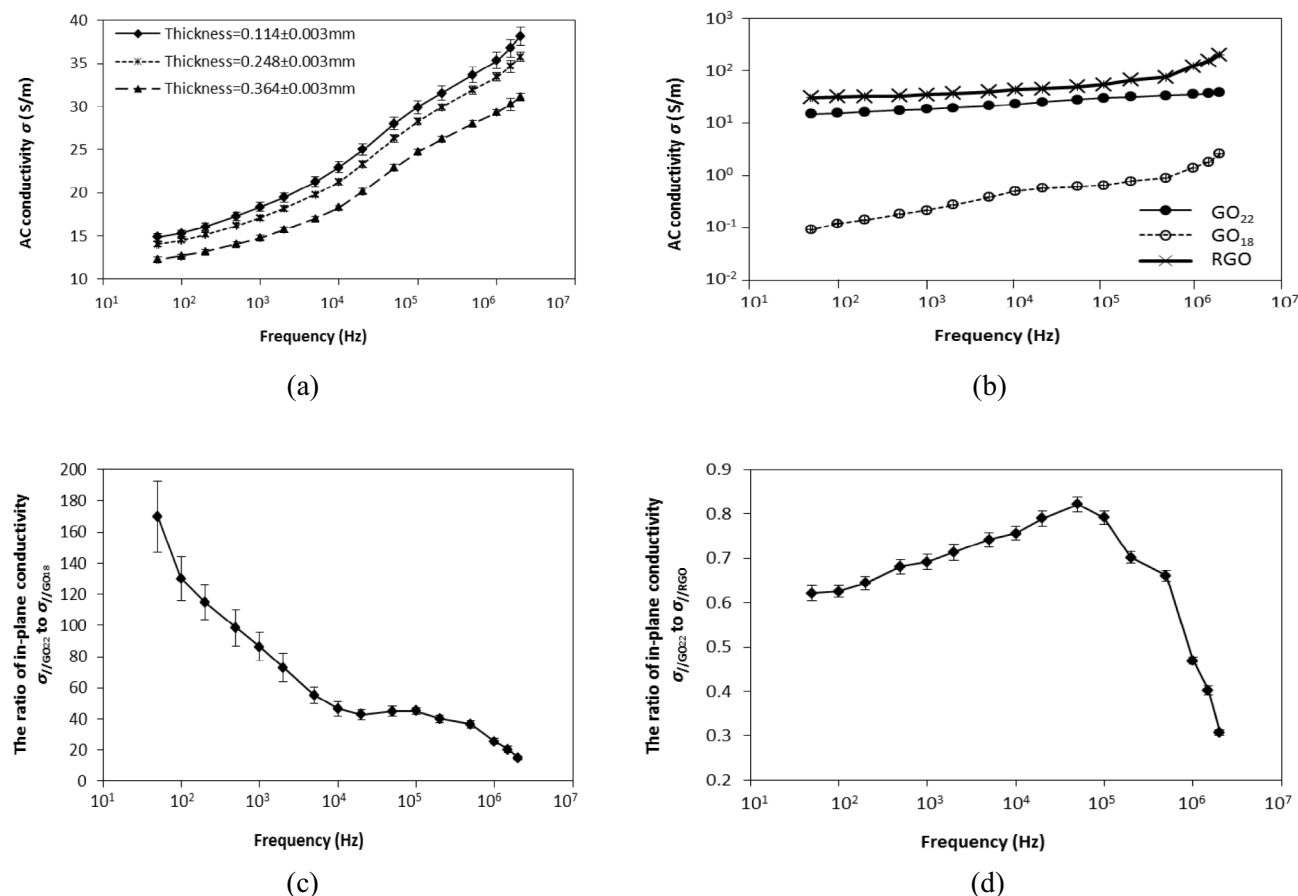 40
35
30
25
20
15
10
AC conductivity σ (S/m)
Thickness=0.114±0.003mm
Thickness=0.248±0.003mm
Thickness=0.364±0.003mm
10¹ 10² 10³ 10⁴ 10⁵ 10⁶ 10⁷
Frequency (Hz)
(a)
10³
10²
10¹
10⁰
10⁻¹
10⁻²
AC conductivity σ (S/m)
GO₂₂
GO₁₈
RGO
10¹ 10² 10³ 10⁴ 10⁵ 10⁶ 10⁷
Frequency (Hz)
(b)
200
180
160
140
120
100
80
60
40
20
0
The ratio of in-plane conductivity
σ//GO22 to σ//GO18
10¹ 10² 10³ 10⁴ 10⁵ 10⁶ 10⁷
Frequency (Hz)
(c)
0.9
0.8
0.7
0.6
0.5
0.4
0.3
0.2
The ratio of in-plane conductivity
σ//GO22 to σ//RGO
10¹ 10² 10³ 10⁴ 10⁵ 10⁶ 10⁷
Frequency (Hz)
(d)